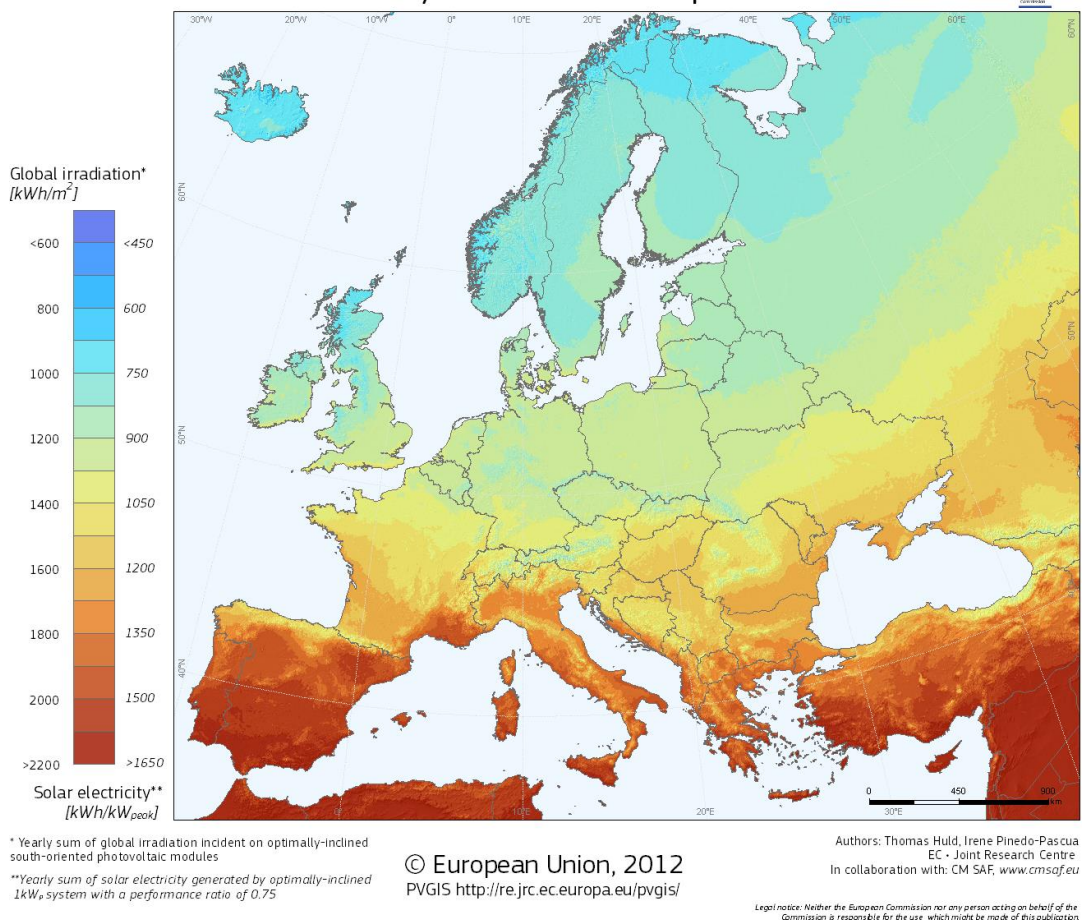 30°W 20°W 10°W 0° 10°E 20°E 30°E 40°E 50°E 60°E
60°N
60°N
50°N
50°N
40°N
10°E 20°E 30°E
Global irradiation*
[kWh/m²]
<600 <450
800 600
1000 750
1200 900
1400 1050
1600 1200
1800 1350
2000 1500
>2200 >1650
Solar electricity**
[kWh/kWpeak]
0 450 900
km
* Yearly sum of global irradiation incident on optimally-inclined
south-oriented photovoltaic modules
**Yearly sum of solar electricity generated by optimally-inclined
1kWp system with a performance ratio of 0.75
© European Union, 2012
PVGIS http://re.jrc.ec.europa.eu/pvgis/
Authors: Thomas Huld, Irene Pinedo-Pascua
EC • Joint Research Centre
In collaboration with: CM SAF, www.cmsaf.eu
Legal notice: Neither the European Commission nor any person acting on behalf of the
Commission is responsible for the use which might be made of this publication.